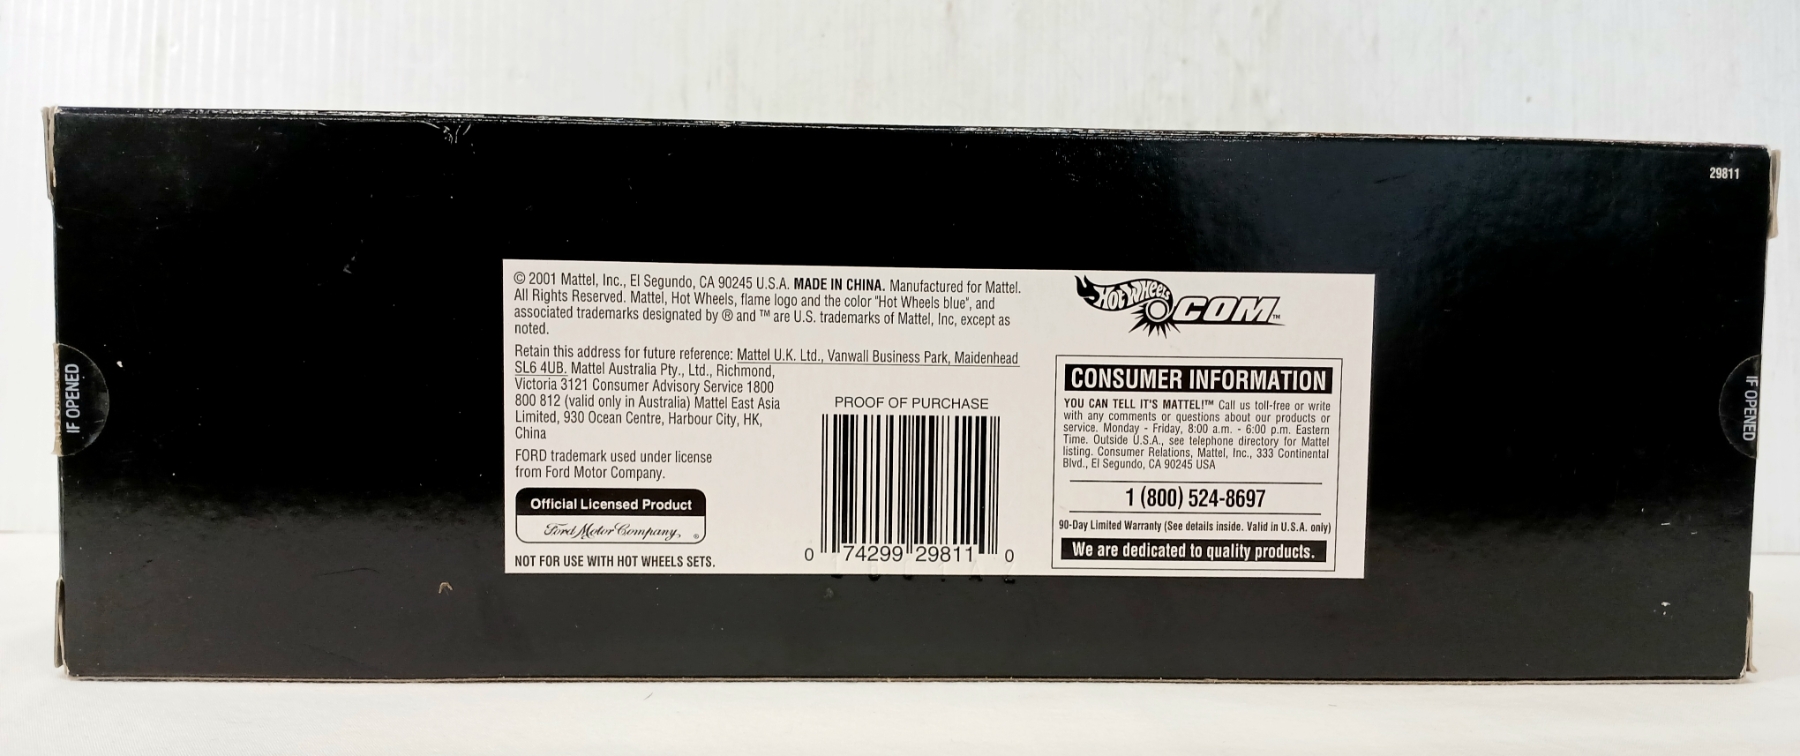 29811
© 2001 Mattel, Inc., El Segundo, CA 90245 U.S.A. MADE IN CHINA. Manufactured for Mattel.
All Rights Reserved. Mattel, Hot Wheels, flame logo and the color "Hot Wheels blue", and
associated trademarks designated by ® and ™ are U.S. trademarks of Mattel, Inc, except as
noted.
Retain this address for future reference: Mattel U.K. Ltd., Vanwall Business Park, Maidenhead
SL6 4UB. Mattel Australia Pty., Ltd., Richmond,
Victoria 3121 Consumer Advisory Service 1800
800 812 (valid only in Australia) Mattel East Asia
Limited, 930 Ocean Centre, Harbour City, HK,
China
FORD trademark used under license
from Ford Motor Company.
Official Licensed Product
Ford Motor Company ®
NOT FOR USE WITH HOT WHEELS SETS.
PROOF OF PURCHASE
0 74299 29811 0
HOT WHEELS.COM™
CONSUMER INFORMATION
YOU CAN TELL IT'S MATTEL!™ Call us toll-free or write
with any comments or questions about our products or
service. Monday - Friday, 8:00 a.m. - 6:00 p.m. Eastern
Time. Outside U.S.A., see telephone directory for Mattel
listing. Consumer Relations, Mattel, Inc., 333 Continental
Blvd., El Segundo, CA 90245 USA
1 (800) 524-8697
90-Day Limited Warranty (See details inside. Valid in U.S.A. only)
We are dedicated to quality products.
IF OPENED
IF OPENED